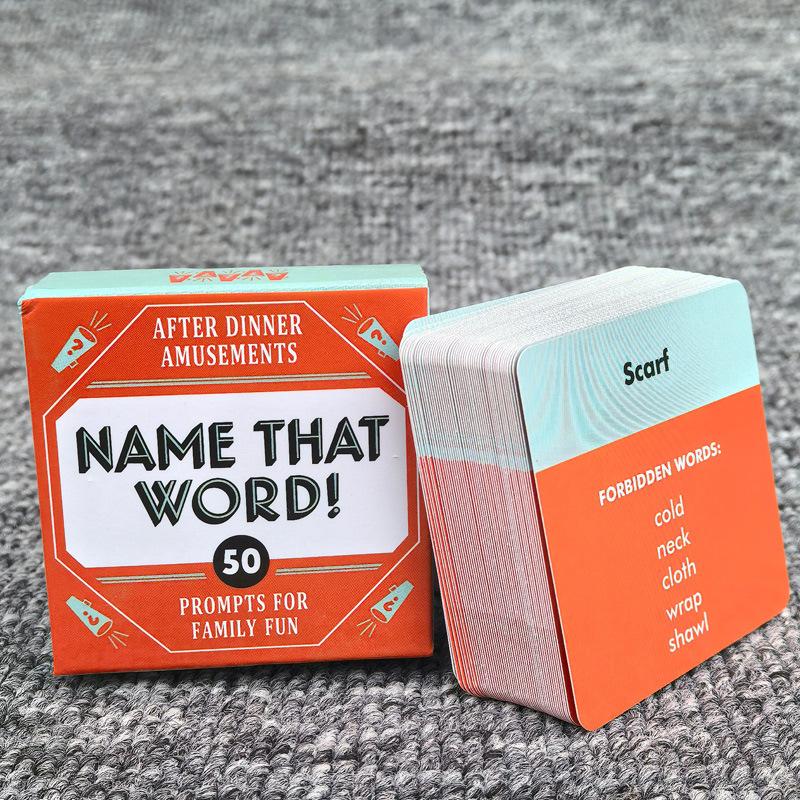 AFTER DINNER
AMUSEMENTS
NAME THAT
WORD!
50
PROMPTS FOR
FAMILY FUN
Scarf
FORBIDDEN WORDS:
cold
neck
cloth
wrap
shawl